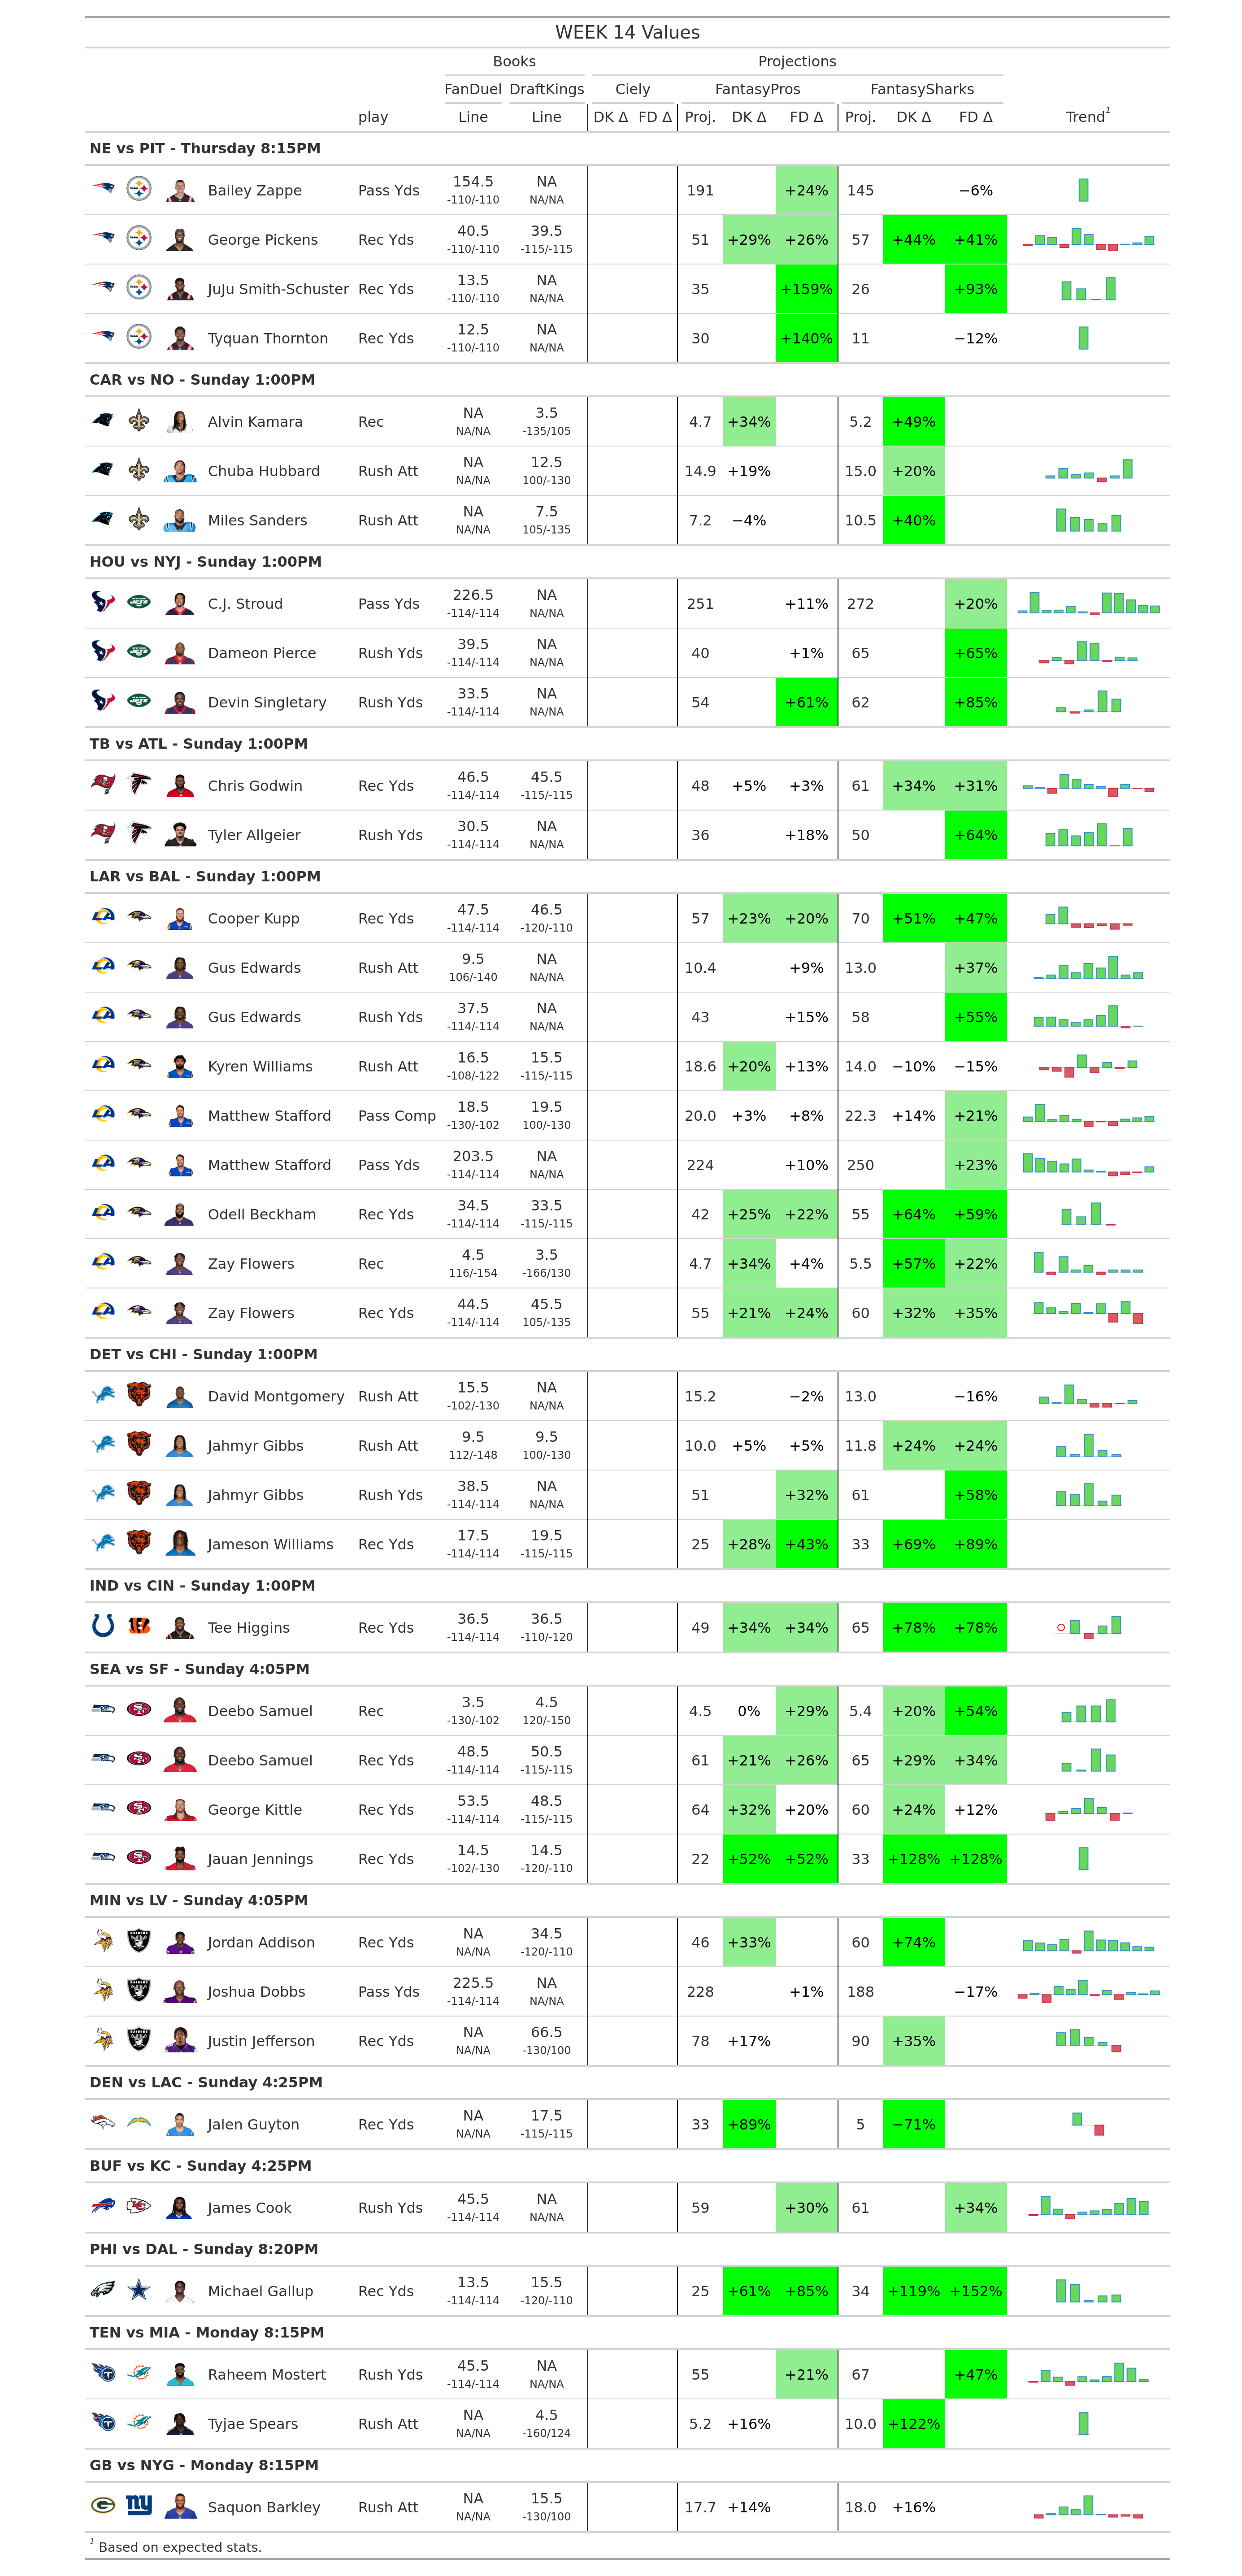 WEEK 14 Values
Books Projections
FanDuel DraftKings Ciely FantasyPros FantasySharks
play Line Line DK Δ FD Δ Proj. DK Δ FD Δ Proj. DK Δ FD Δ Trend1
NE vs PIT - Thursday 8:15PM
Bailey Zappe Pass Yds 154.5 NA 191 +24% 145 −6%
-110/-110 NA/NA
George Pickens Rec Yds 40.5 39.5 51 +29% +26% 57 +44% +41%
-110/-110 -115/-115
JuJu Smith-Schuster Rec Yds 13.5 NA 35 +159% 26 +93%
-110/-110 NA/NA
Tyquan Thornton Rec Yds 12.5 NA 30 +140% 11 −12%
-110/-110 NA/NA
CAR vs NO - Sunday 1:00PM
Alvin Kamara Rec NA 3.5 4.7 +34% 5.2 +49%
NA/NA -135/105
Chuba Hubbard Rush Att NA 12.5 14.9 +19% 15.0 +20%
NA/NA 100/-130
Miles Sanders Rush Att NA 7.5 7.2 −4% 10.5 +40%
NA/NA 105/-135
HOU vs NYJ - Sunday 1:00PM
C.J. Stroud Pass Yds 226.5 NA 251 +11% 272 +20%
-114/-114 NA/NA
Dameon Pierce Rush Yds 39.5 NA 40 +1% 65 +65%
-114/-114 NA/NA
Devin Singletary Rush Yds 33.5 NA 54 +61% 62 +85%
-114/-114 NA/NA
TB vs ATL - Sunday 1:00PM
Chris Godwin Rec Yds 46.5 45.5 48 +5% +3% 61 +34% +31%
-114/-114 -115/-115
Tyler Allgeier Rush Yds 30.5 NA 36 +18% 50 +64%
-114/-114 NA/NA
LAR vs BAL - Sunday 1:00PM
Cooper Kupp Rec Yds 47.5 46.5 57 +23% +20% 70 +51% +47%
-114/-114 -120/-110
Gus Edwards Rush Att 9.5 NA 10.4 +9% 13.0 +37%
106/-140 NA/NA
Gus Edwards Rush Yds 37.5 NA 43 +15% 58 +55%
-114/-114 NA/NA
Kyren Williams Rush Att 16.5 15.5 18.6 +20% +13% 14.0 −10% −15%
-108/-122 -115/-115
Matthew Stafford Pass Comp 18.5 19.5 20.0 +3% +8% 22.3 +14% +21%
-130/-102 100/-130
Matthew Stafford Pass Yds 203.5 NA 224 +10% 250 +23%
-114/-114 NA/NA
Odell Beckham Rec Yds 34.5 33.5 42 +25% +22% 55 +64% +59%
-114/-114 -115/-115
Zay Flowers Rec 4.5 3.5 4.7 +34% +4% 5.5 +57% +22%
116/-154 -166/130
Zay Flowers Rec Yds 44.5 45.5 55 +21% +24% 60 +32% +35%
-114/-114 105/-135
DET vs CHI - Sunday 1:00PM
David Montgomery Rush Att 15.5 NA 15.2 −2% 13.0 −16%
-102/-130 NA/NA
Jahmyr Gibbs Rush Att 9.5 9.5 10.0 +5% +5% 11.8 +24% +24%
112/-148 100/-130
Jahmyr Gibbs Rush Yds 38.5 NA 51 +32% 61 +58%
-114/-114 NA/NA
Jameson Williams Rec Yds 17.5 19.5 25 +28% +43% 33 +69% +89%
-114/-114 -115/-115
IND vs CIN - Sunday 1:00PM
Tee Higgins Rec Yds 36.5 36.5 49 +34% +34% 65 +78% +78%
-114/-114 -110/-120
SEA vs SF - Sunday 4:05PM
Deebo Samuel Rec 3.5 4.5 4.5 0% +29% 5.4 +20% +54%
-130/-102 120/-150
Deebo Samuel Rec Yds 48.5 50.5 61 +21% +26% 65 +29% +34%
-114/-114 -115/-115
George Kittle Rec Yds 53.5 48.5 64 +32% +20% 60 +24% +12%
-114/-114 -115/-115
Jauan Jennings Rec Yds 14.5 14.5 22 +52% +52% 33 +128% +128%
-102/-130 -120/-110
MIN vs LV - Sunday 4:05PM
Jordan Addison Rec Yds NA 34.5 46 +33% 60 +74%
NA/NA -120/-110
Joshua Dobbs Pass Yds 225.5 NA 228 +1% 188 −17%
-114/-114 NA/NA
Justin Jefferson Rec Yds NA 66.5 78 +17% 90 +35%
NA/NA -130/100
DEN vs LAC - Sunday 4:25PM
Jalen Guyton Rec Yds NA 17.5 33 +89% 5 −71%
NA/NA -115/-115
BUF vs KC - Sunday 4:25PM
James Cook Rush Yds 45.5 NA 59 +30% 61 +34%
-114/-114 NA/NA
PHI vs DAL - Sunday 8:20PM
Michael Gallup Rec Yds 13.5 15.5 25 +61% +85% 34 +119% +152%
-114/-114 -120/-110
TEN vs MIA - Monday 8:15PM
Raheem Mostert Rush Yds 45.5 NA 55 +21% 67 +47%
-114/-114 NA/NA
Tyjae Spears Rush Att NA 4.5 5.2 +16% 10.0 +122%
NA/NA -160/124
GB vs NYG - Monday 8:15PM
Saquon Barkley Rush Att NA 15.5 17.7 +14% 18.0 +16%
NA/NA -130/100
1 Based on expected stats.